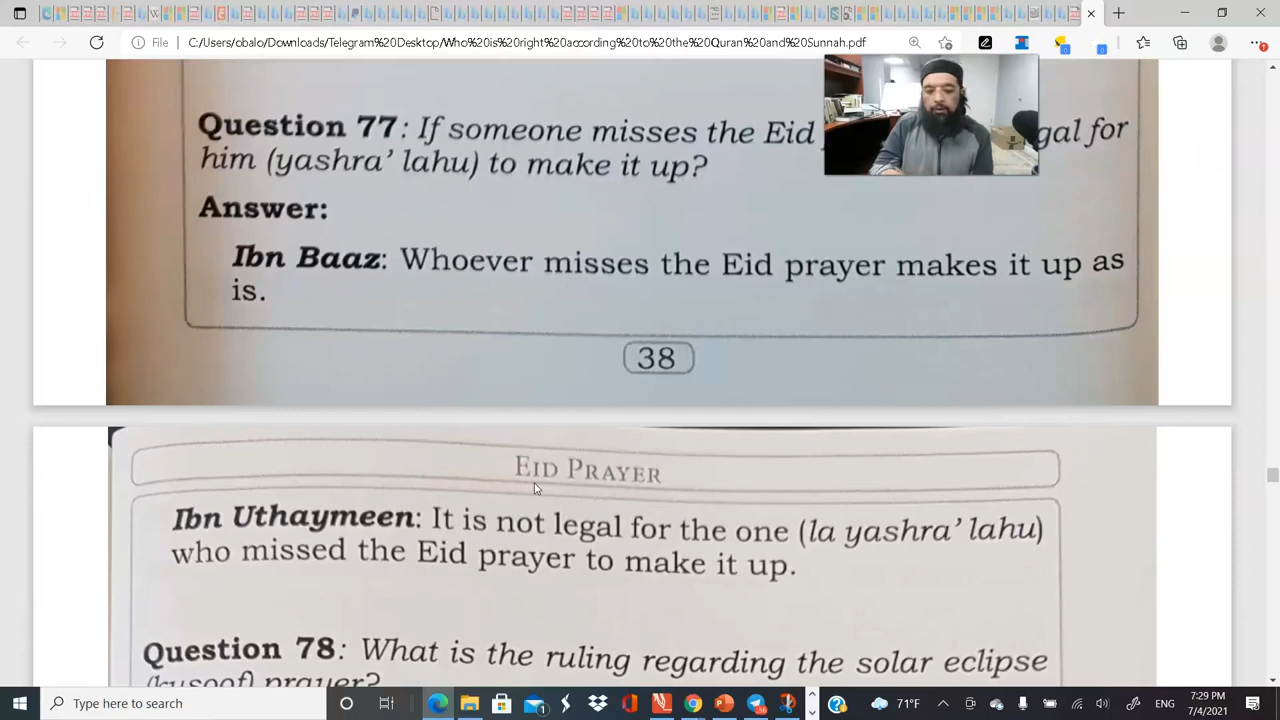 File
C:/Users/obalo/Downloads/Telegram%20Desktop/Who%20is%20right%20according%20to%20the%20Quran%20and%20Sunnah.pdf
Question 77: If someone misses the Eid gal for
him (yashra' lahu) to make it up?
Answer:
Ibn Baaz: Whoever misses the Eid prayer makes it up as
is.
38
EID PRAYER
Ibn Uthaymeen: It is not legal for the one (la yashra' lahu)
who missed the Eid prayer to make it up.
Question 78: What is the ruling regarding the solar eclipse
(kusoof) prayer?
Type here to search
71°F
ENG
7:29 PM
7/4/2021